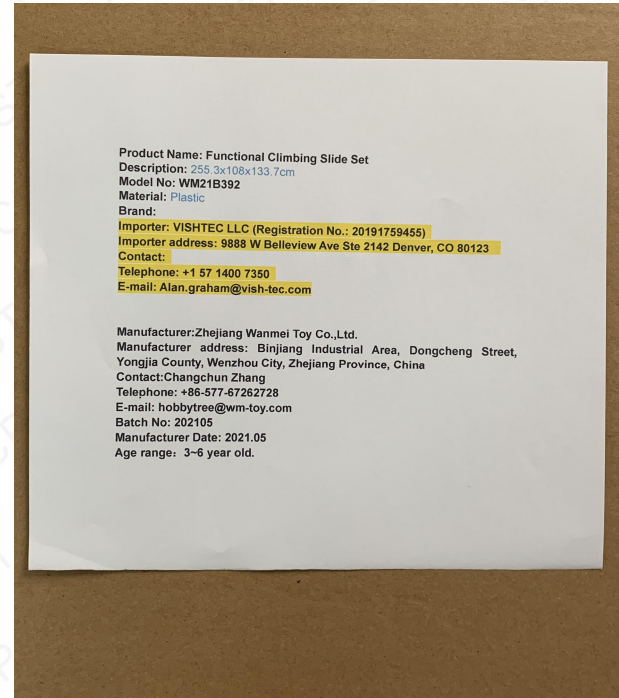 Product Name: Functional Climbing Slide Set
Description: 255.3x108x133.7cm
Model No: WM21B392
Material: Plastic
Brand:
Importer: VISHTEC LLC (Registration No.: 20191759455)
Importer address: 9888 W Belleview Ave Ste 2142 Denver, CO 80123
Contact:
Telephone: +1 57 1400 7350
E-mail: Alan.graham@vish-tec.com
Manufacturer:Zhejiang Wanmei Toy Co.,Ltd.
Manufacturer address: Binjiang Industrial Area, Dongcheng Street,
Yongjia County, Wenzhou City, Zhejiang Province, China
Contact:Changchun Zhang
Telephone: +86-577-67262728
E-mail: hobbytree@wm-toy.com
Batch No: 202105
Manufacturer Date: 2021.05
Age range: 3~6 year old.